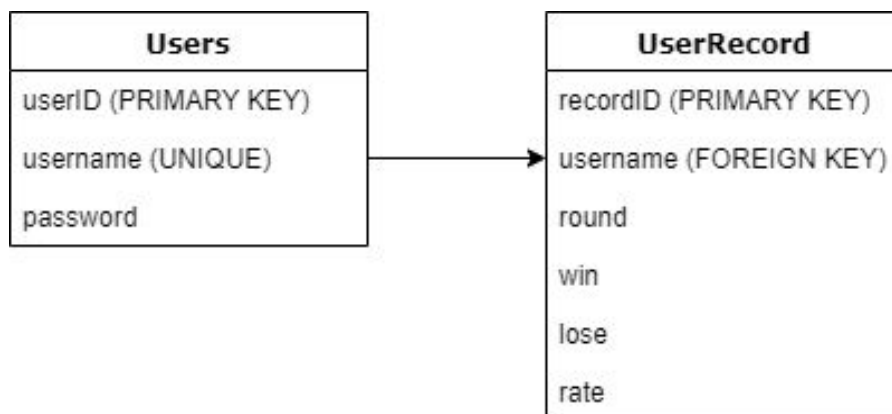 Users
userID (PRIMARY KEY)
username (UNIQUE)
password
UserRecord
recordID (PRIMARY KEY)
username (FOREIGN KEY)
round
win
lose
rate